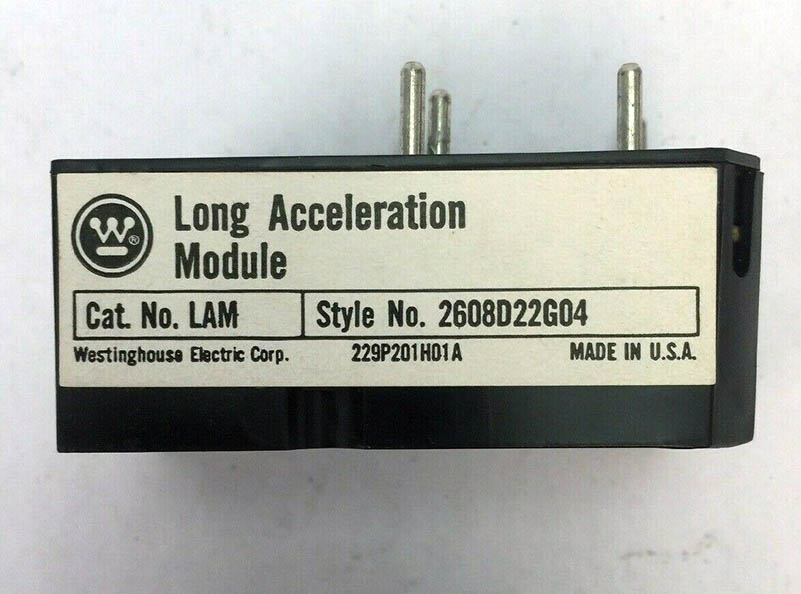 W ®
Long Acceleration
Module
Cat. No. LAM Style No. 2608D22G04
Westinghouse Electric Corp. 229P201H01A MADE IN U.S.A.